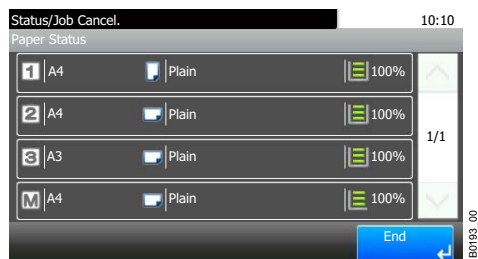 Status/Job Cancel. 10:10
Paper Status
1 A4 Plain 100%
2 A4 Plain 100%
1/1
3 A3 Plain 100%
M A4 Plain 100%
End
B0193_00